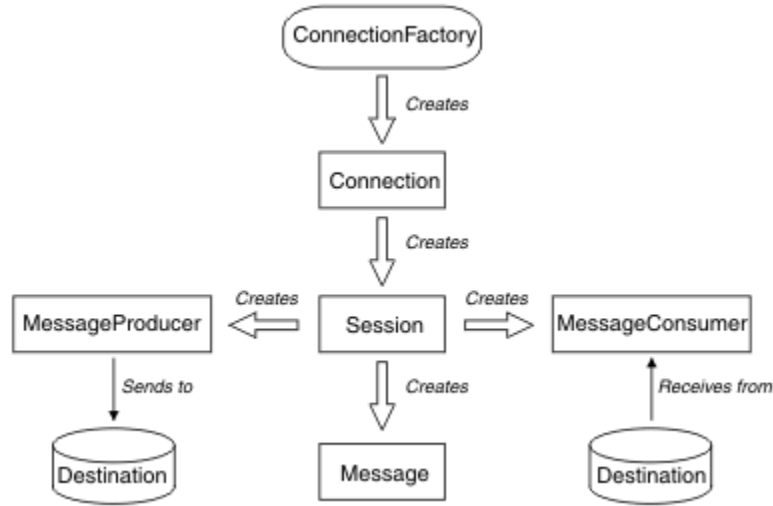 ConnectionFactory
Creates
Connection
Creates
Creates
Creates
MessageProducer
Session
MessageConsumer
Sends to
Creates
Receives from
Destination
Message
Destination